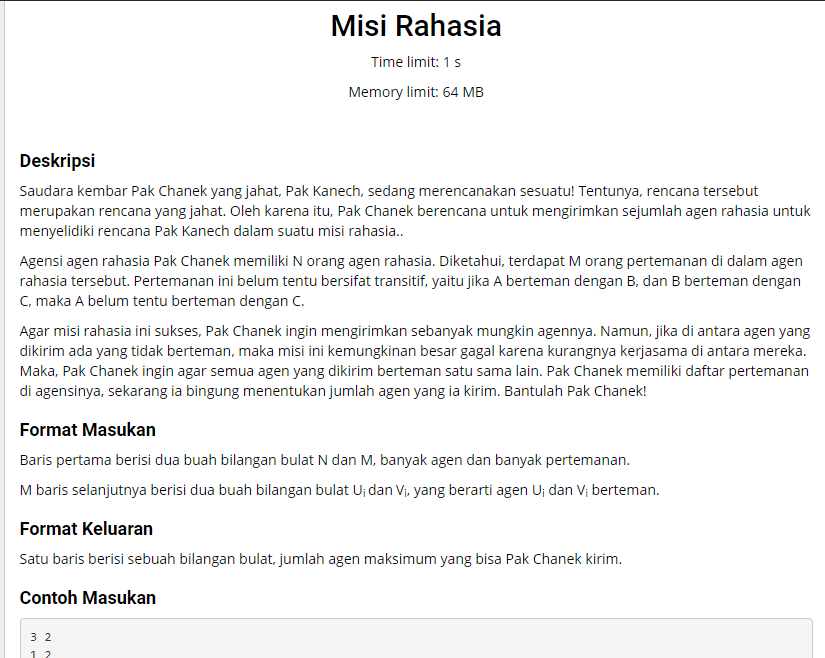 Misi Rahasia
Time limit: 1 s
Memory limit: 64 MB
Deskripsi
Saudara kembar Pak Chanek yang jahat, Pak Kanech, sedang merencanakan sesuatu! Tentunya, rencana tersebut
merupakan rencana yang jahat. Oleh karena itu, Pak Chanek berencana untuk mengirimkan sejumlah agen rahasia untuk
menyelidiki rencana Pak Kanech dalam suatu misi rahasia..
Agensi agen rahasia Pak Chanek memiliki N orang agen rahasia. Diketahui, terdapat M orang pertemanan di dalam agen
rahasia tersebut. Pertemanan ini belum tentu bersifat transitif, yaitu jika A berteman dengan B, dan B berteman dengan
C, maka A belum tentu berteman dengan C.
Agar misi rahasia ini sukses, Pak Chanek ingin mengirimkan sebanyak mungkin agennya. Namun, jika di antara agen yang
dikirim ada yang tidak berteman, maka misi ini kemungkinan besar gagal karena kurangnya kerjasama di antara mereka.
Maka, Pak Chanek ingin agar semua agen yang dikirim berteman satu sama lain. Pak Chanek memiliki daftar pertemanan
di agensinya, sekarang ia bingung menentukan jumlah agen yang ia kirim. Bantulah Pak Chanek!
Format Masukan
Baris pertama berisi dua buah bilangan bulat N dan M, banyak agen dan banyak pertemanan.
M baris selanjutnya berisi dua buah bilangan bulat Ui dan Vi, yang berarti agen Ui dan Vi berteman.
Format Keluaran
Satu baris berisi sebuah bilangan bulat, jumlah agen maksimum yang bisa Pak Chanek kirim.
Contoh Masukan
3 2
1 2